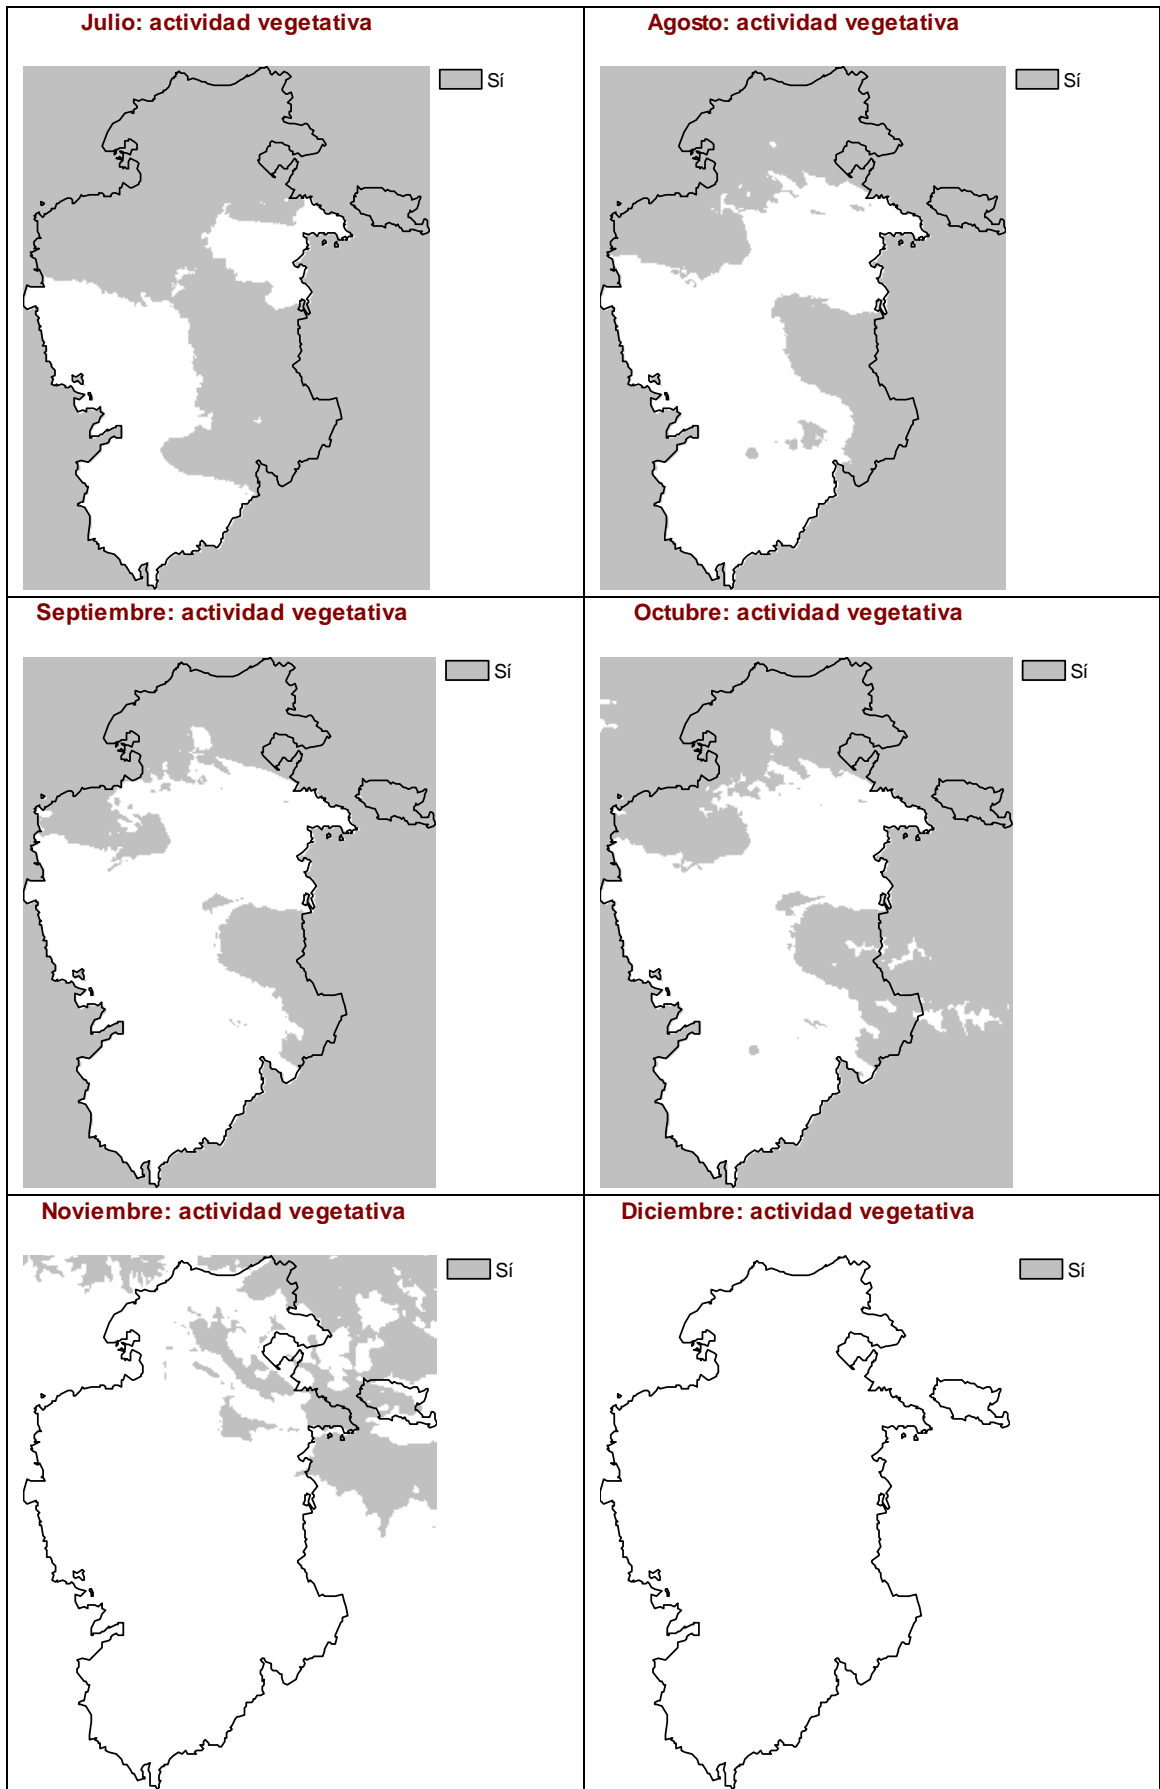 Julio: actividad vegetativa
Sí
Agosto: actividad vegetativa
Sí
Septiembre: actividad vegetativa
Sí
Octubre: actividad vegetativa
Sí
Noviembre: actividad vegetativa
Sí
Diciembre: actividad vegetativa
Sí